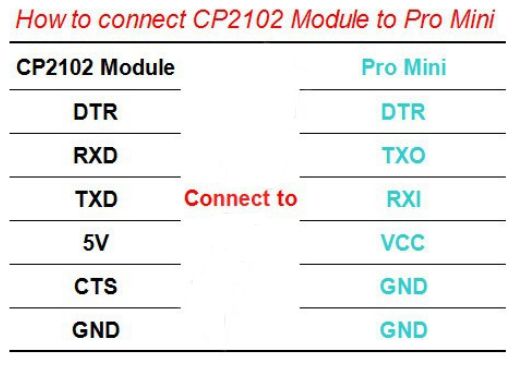 How to connect CP2102 Module to Pro Mini
CP2102 Module Pro Mini
DTR DTR
RXD TXO
TXD Connect to RXI
5V VCC
CTS GND
GND GND